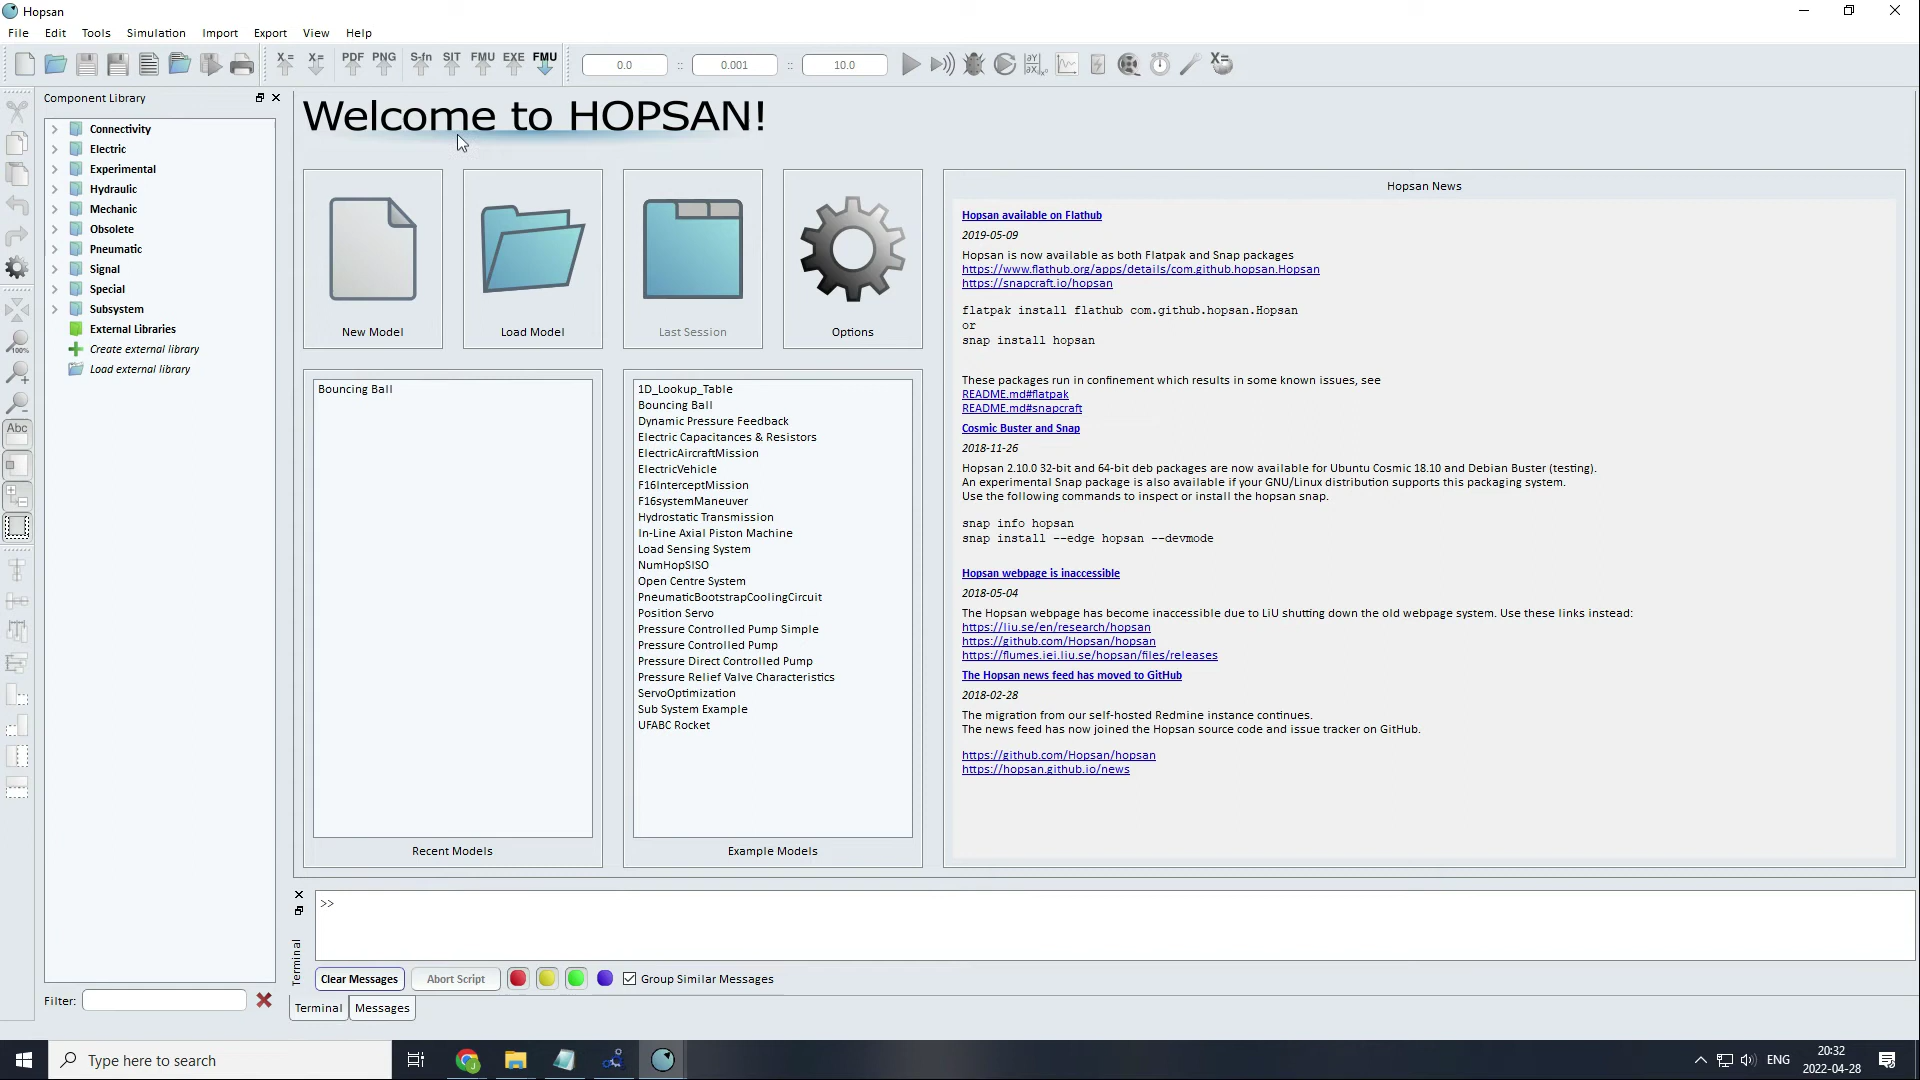 Hopsan
File Edit Tools Simulation Import Export View Help
X= X= PDF PNG S-fn SIT FMU EXE FMU 0.0 :: 0.001 :: 10.0 X=
Component Library
Connectivity
Electric
Experimental
Hydraulic
Mechanic
Obsolete
Pneumatic
Signal
Special
Subsystem
External Libraries
Create external library
Load external library
100%
Abc
Filter:
Welcome to HOPSAN!
New Model
Load Model
Last Session
Options
Bouncing Ball
Recent Models
1D_Lookup_Table
Bouncing Ball
Dynamic Pressure Feedback
Electric Capacitances & Resistors
ElectricAircraftMission
ElectricVehicle
F16InterceptMission
F16systemManeuver
Hydrostatic Transmission
In-Line Axial Piston Machine
Load Sensing System
NumHopSISO
Open Centre System
PneumaticBootstrapCoolingCircuit
Position Servo
Pressure Controlled Pump Simple
Pressure Controlled Pump
Pressure Direct Controlled Pump
Pressure Relief Valve Characteristics
ServoOptimization
Sub System Example
UFABC Rocket
Example Models
Hopsan News
Hopsan available on Flathub
2019-05-09
Hopsan is now available as both Flatpak and Snap packages
https://www.flathub.org/apps/details/com.github.hopsan.Hopsan
https://snapcraft.io/hopsan
flatpak install flathub com.github.hopsan.Hopsan
or
snap install hopsan
These packages run in confinement which results in some known issues, see
README.md#flatpak
README.md#snapcraft
Cosmic Buster and Snap
2018-11-26
Hopsan 2.10.0 32-bit and 64-bit deb packages are now available for Ubuntu Cosmic 18.10 and Debian Buster (testing).
An experimental Snap package is also available if your GNU/Linux distribution supports this packaging system.
Use the following commands to inspect or install the hopsan snap.
snap info hopsan
snap install --edge hopsan --devmode
Hopsan webpage is inaccessible
2018-05-04
The Hopsan webpage has become inaccessible due to LiU shutting down the old webpage system. Use these links instead:
https://liu.se/en/research/hopsan
https://github.com/Hopsan/hopsan
https://flumes.iei.liu.se/hopsan/files/releases
The Hopsan news feed has moved to GitHub
2018-02-28
The migration from our self-hosted Redmine instance continues.
The news feed has now joined the Hopsan source code and issue tracker on GitHub.
https://github.com/Hopsan/hopsan
https://hopsan.github.io/news
>>
Terminal
Clear Messages Abort Script Group Similar Messages
Terminal Messages
Type here to search
ENG
20:32
2022-04-28